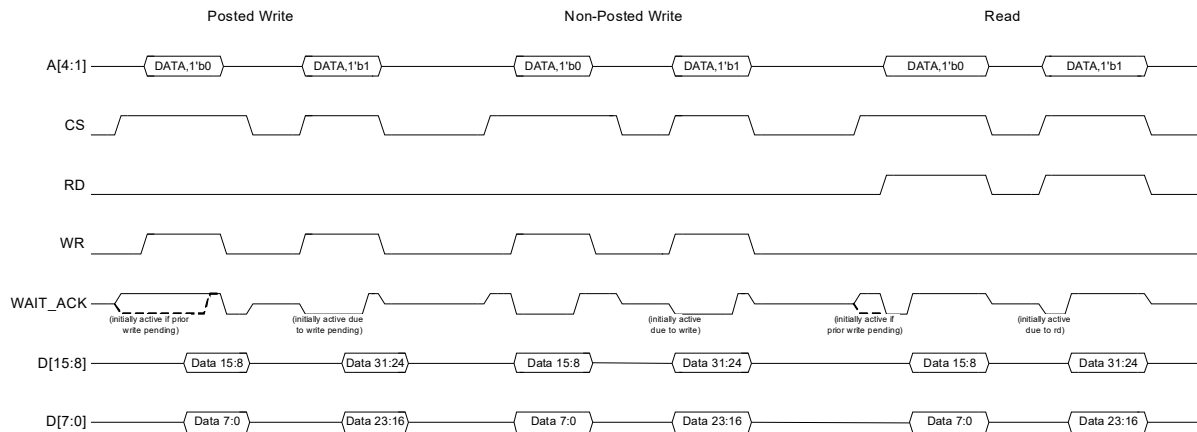 Posted Write Non-Posted Write Read
A[4:1] DATA,1'b0 DATA,1'b1 DATA,1'b0 DATA,1'b1 DATA,1'b0 DATA,1'b1
CS
RD
WR
WAIT_ACK
(initially active if prior (initially active due (initially active (initially active if (initially active
write pending) to write pending) due to write) prior write pending) due to rd)
D[15:8] Data 15:8 Data 31:24 Data 15:8 Data 31:24 Data 15:8 Data 31:24
D[7:0] Data 7:0 Data 23:16 Data 7:0 Data 23:16 Data 7:0 Data 23:16